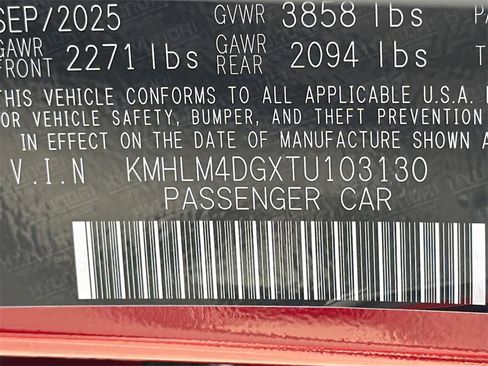 SEP/2025 GVWR 3858 lbs PA
GAWR FRONT 2271 lbs GAWR REAR 2094 lbs T
THIS VEHICLE CONFORMS TO ALL APPLICABLE U.S.A.
OR VEHICLE SAFETY, BUMPER, AND THEFT PREVENTION
IN EFFECT ON THE DATE OF MANUFACTURE SHOWN A
V.I.N KMHLM4DGXTU103130
PASSENGER CAR